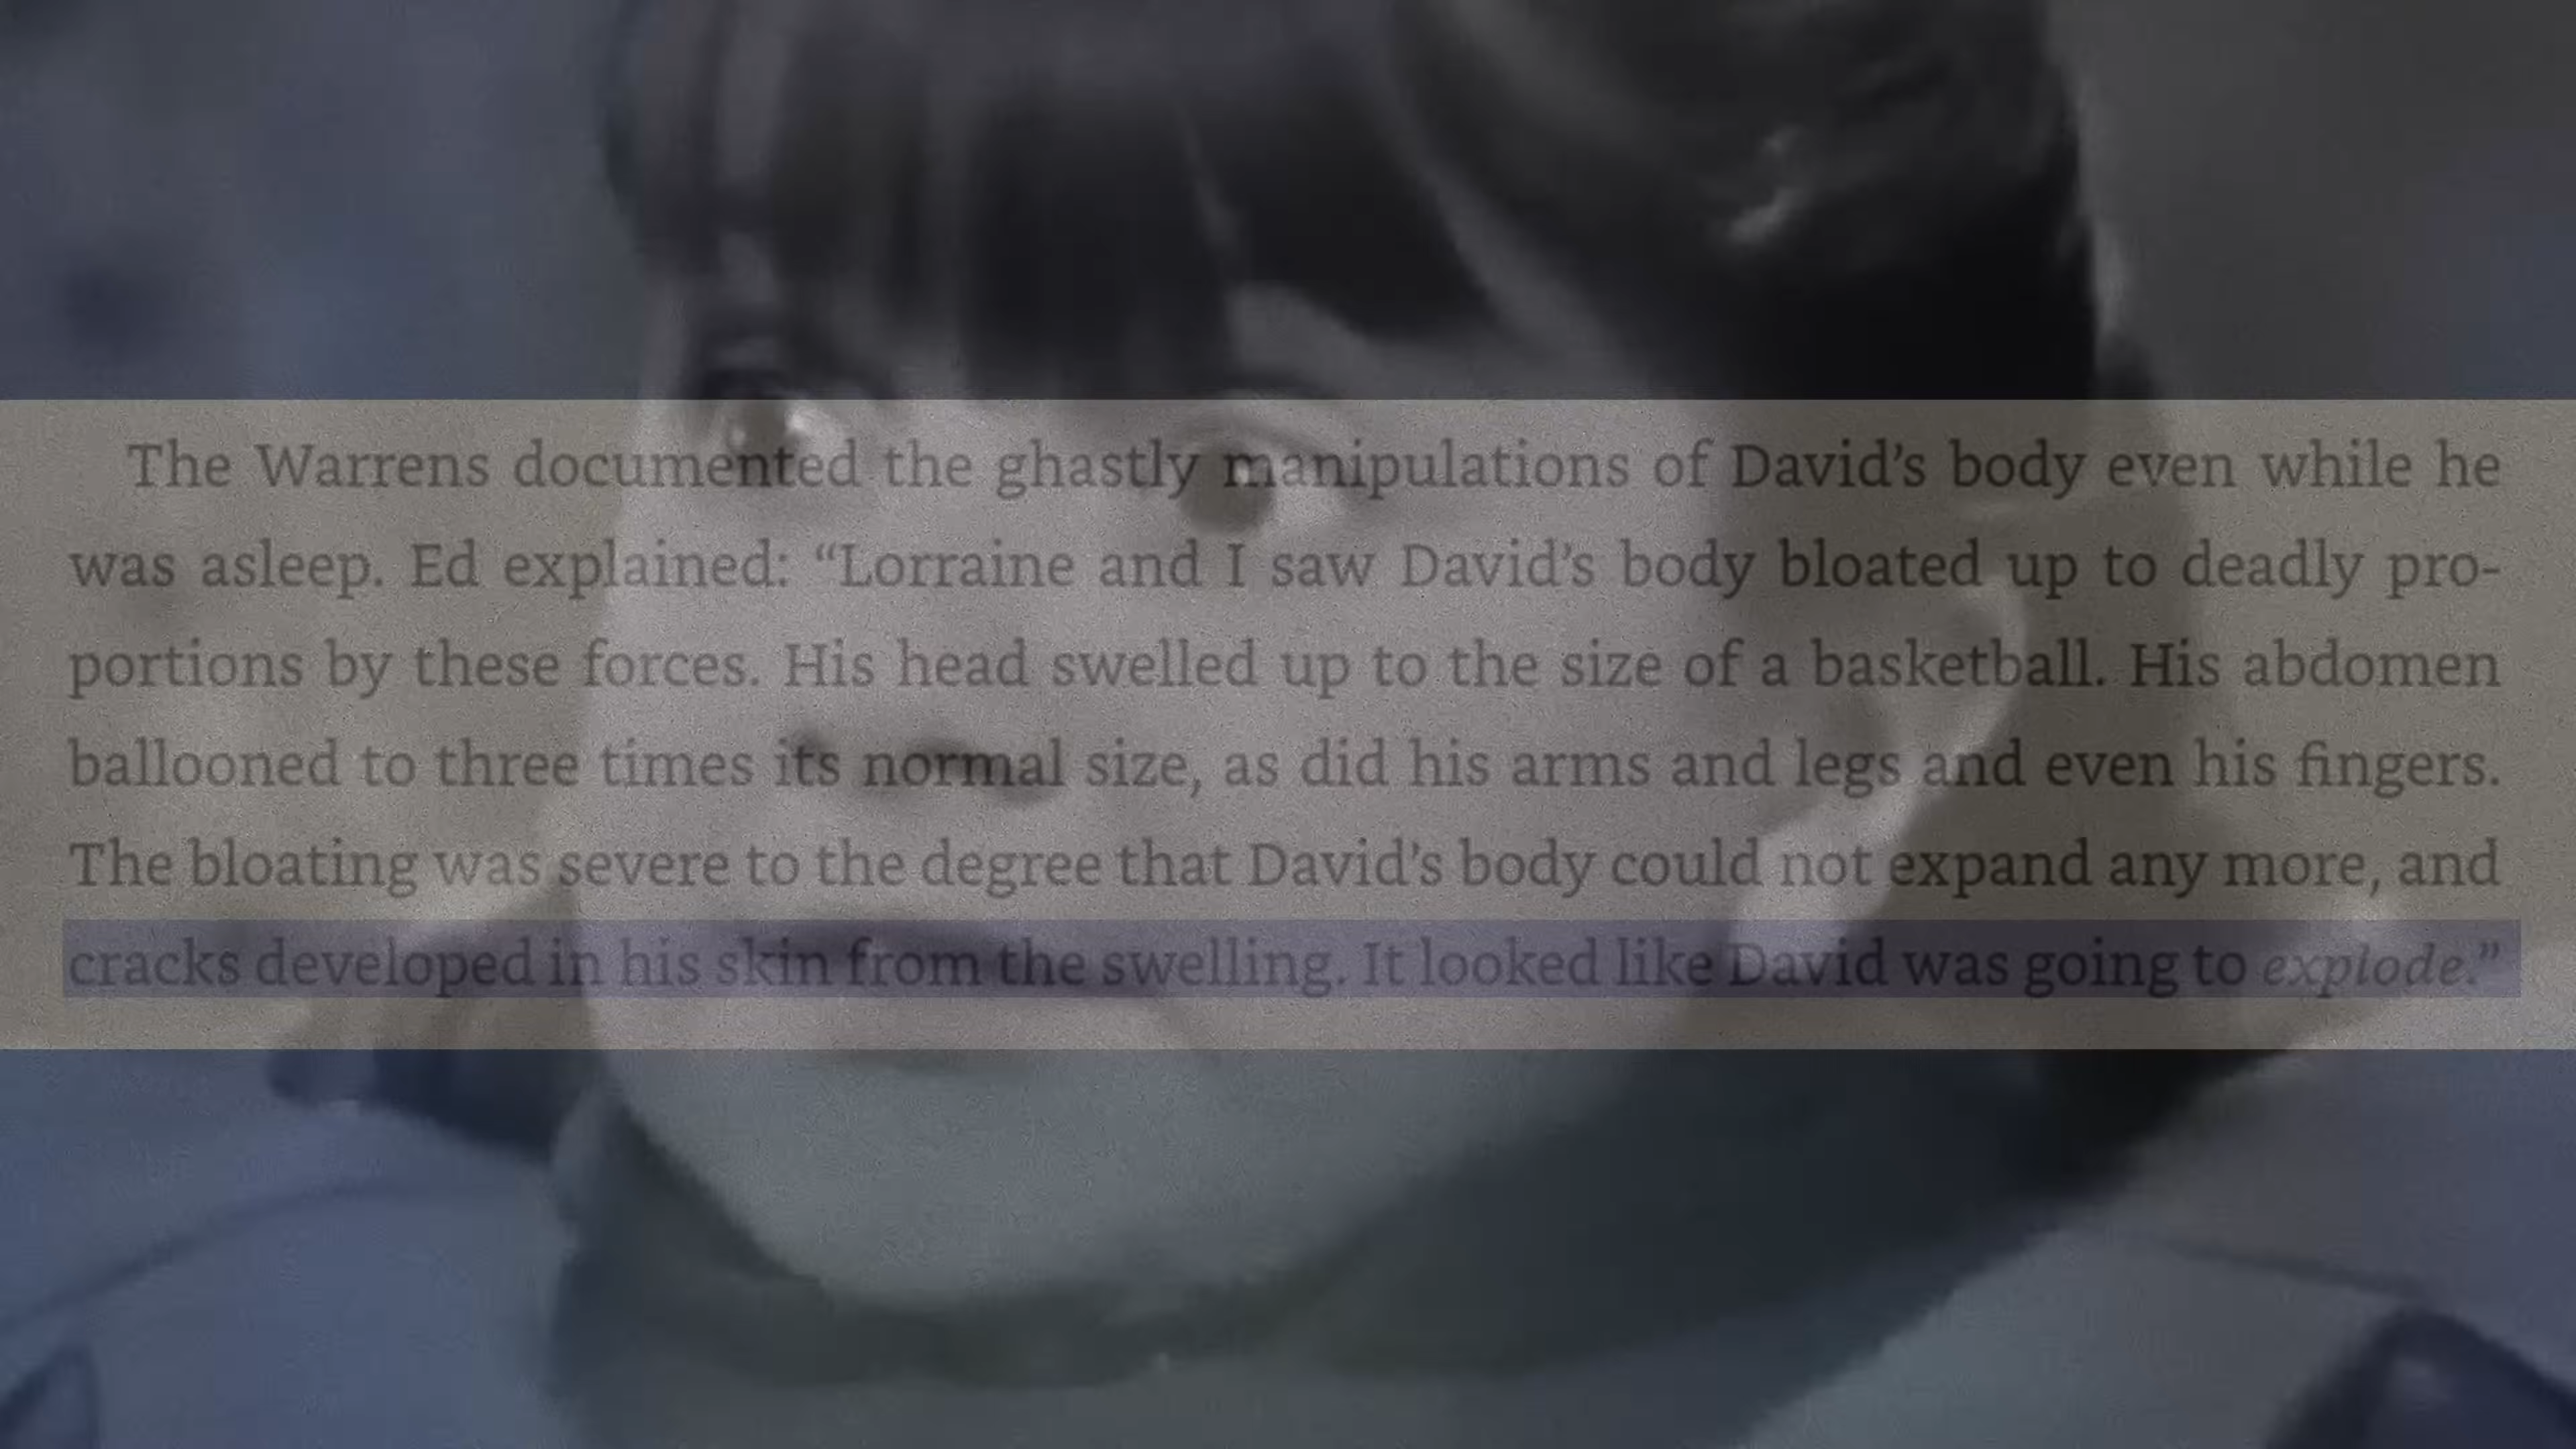 The Warrens documented the ghastly manipulations of David’s body even while he
was asleep. Ed explained: “Lorraine and I saw David’s body bloated up to deadly pro-
portions by these forces. His head swelled up to the size of a basketball. His abdomen
ballooned to three times its normal size, as did his arms and legs and even his fingers.
The bloating was severe to the degree that David’s body could not expand any more, and
cracks developed in his skin from the swelling. It looked like David was going to explode.”